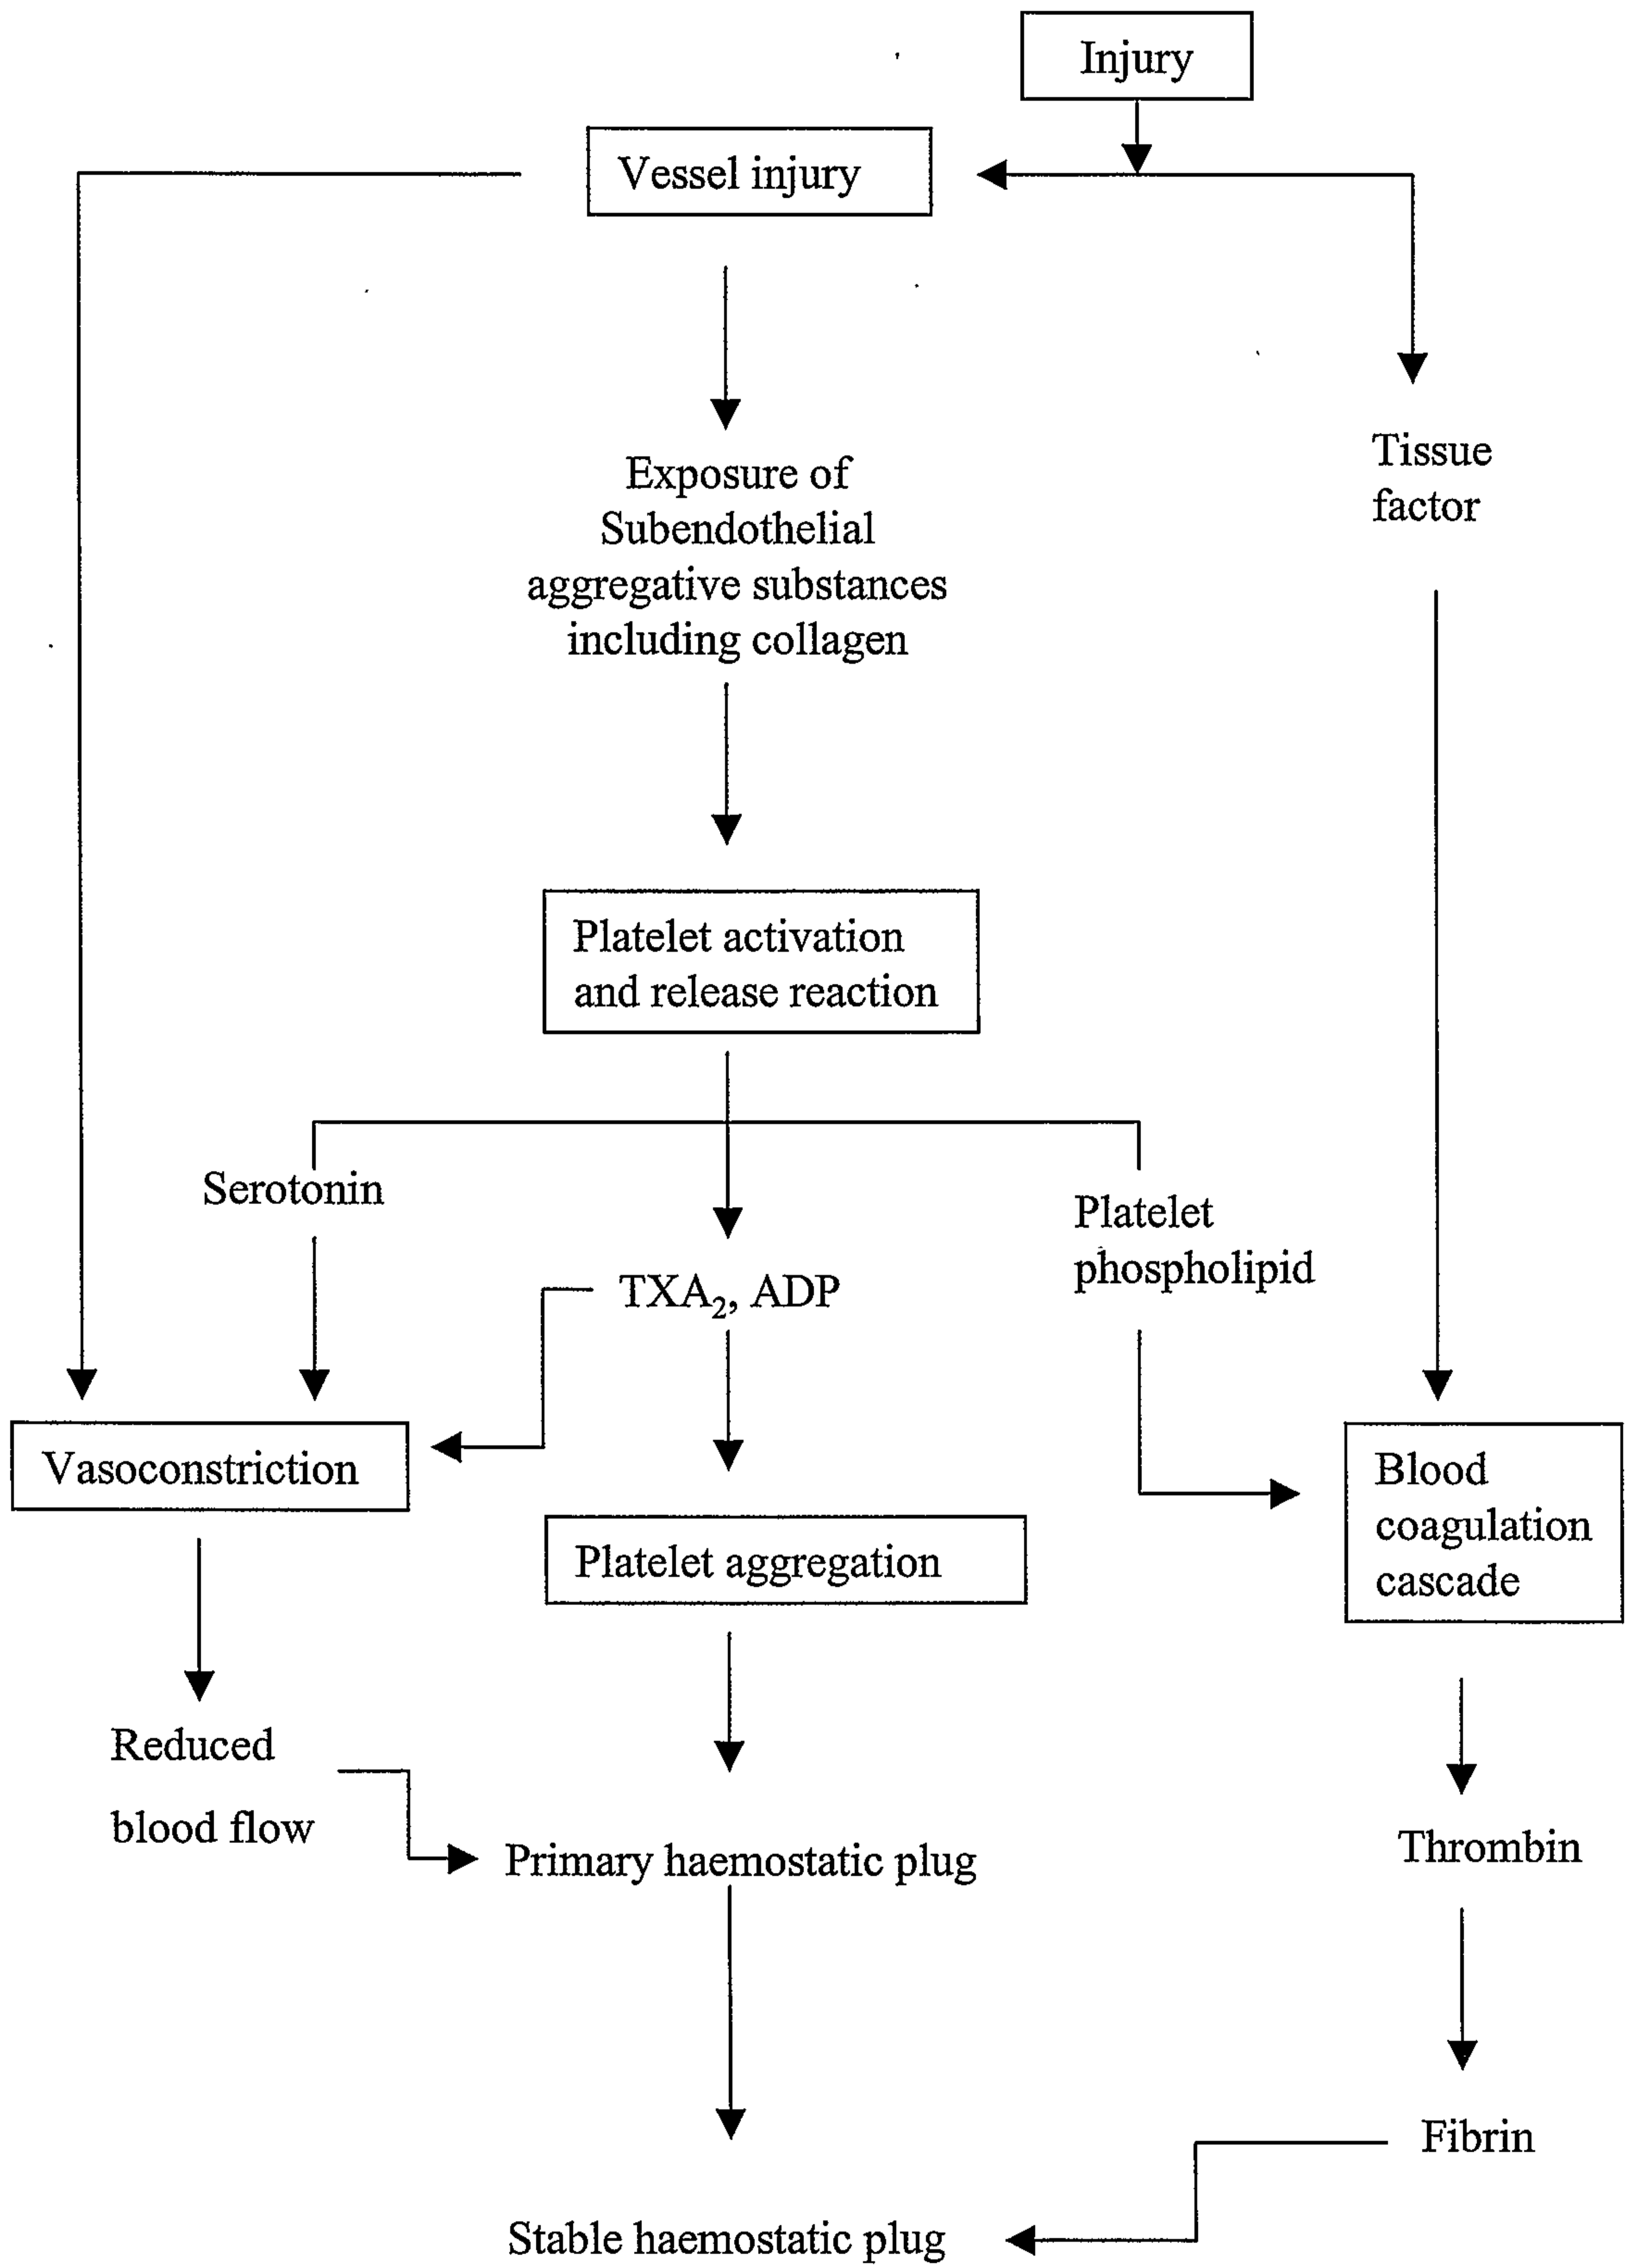 Injury
Vessel injury
Exposure of
Subendothelial
aggregative substances
including collagen
Tissue
factor
Platelet activation
and release reaction
Serotonin
Platelet
phospholipid
TXA₂, ADP
Vasoconstriction
Blood
coagulation
cascade
Platelet aggregation
Reduced
blood flow
Primary haemostatic plug
Thrombin
Fibrin
Stable haemostatic plug